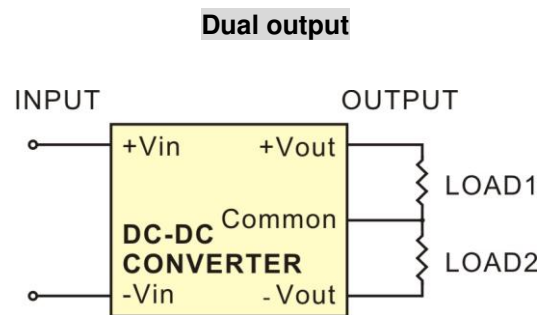 Dual output
INPUT
OUTPUT
+Vin
+Vout
LOAD1
Common
DC-DC
CONVERTER
LOAD2
-Vin
-Vout